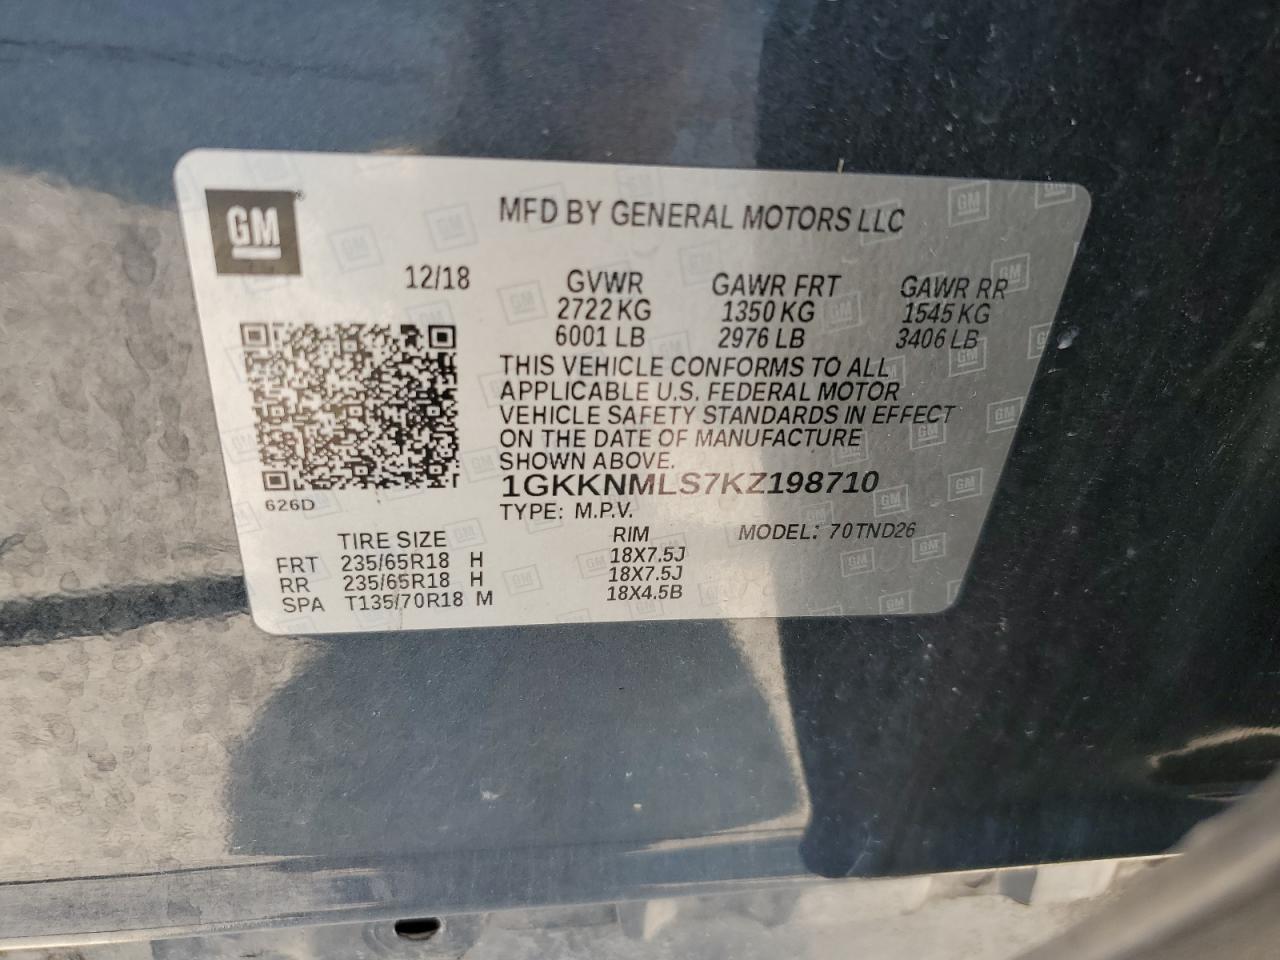 GM
MFD BY GENERAL MOTORS LLC
12/18 GVWR GAWR FRT GAWR RR
2722 KG 1350 KG 1545 KG
6001 LB 2976 LB 3406 LB
THIS VEHICLE CONFORMS TO ALL
APPLICABLE U.S. FEDERAL MOTOR
VEHICLE SAFETY STANDARDS IN EFFECT
ON THE DATE OF MANUFACTURE
SHOWN ABOVE.
1GKKNMLS7KZ198710
626D
TYPE: M.P.V.
TIRE SIZE RIM MODEL: 70TND26
FRT 235/65R18 H 18X7.5J
RR 235/65R18 H 18X7.5J
SPA T135/70R18 M 18X4.5B